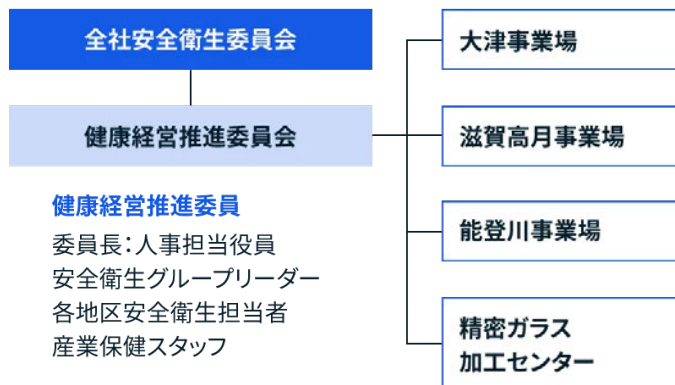 全社安全衛生委員会
健康経営推進委員会
健康経営推進委員
委員長：人事担当役員
安全衛生グループリーダー
各地区安全衛生担当者
産業保健スタッフ
大津事業場
滋賀高月事業場
能登川事業場
精密ガラス
加工センター